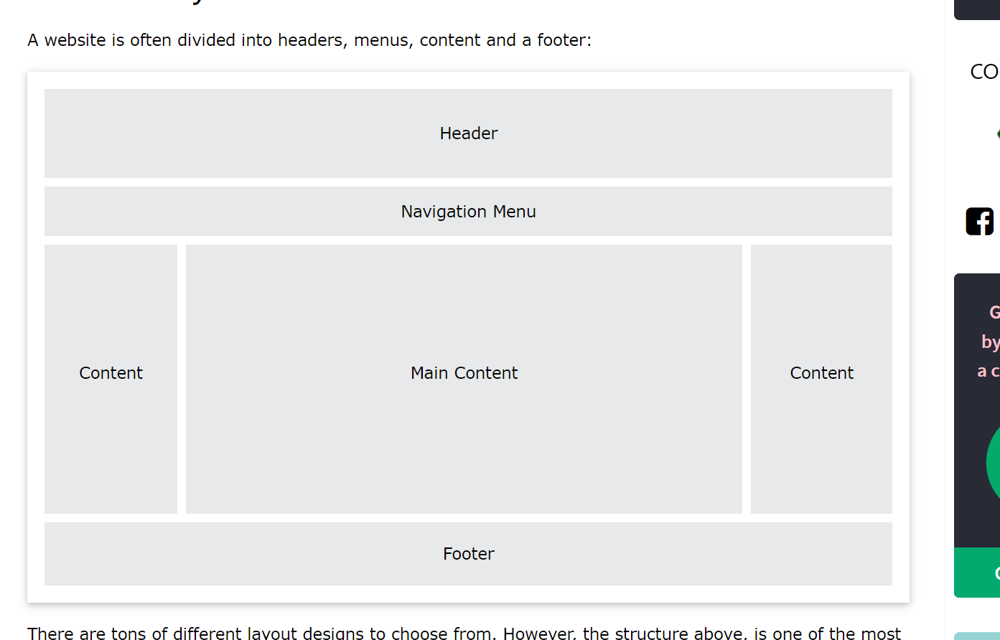 A website is often divided into headers, menus, content and a footer:
Header
Navigation Menu
Content
Main Content
Content
Footer
There are tons of different layout designs to choose from. However, the structure above, is one of the most
CO
G
by
a c